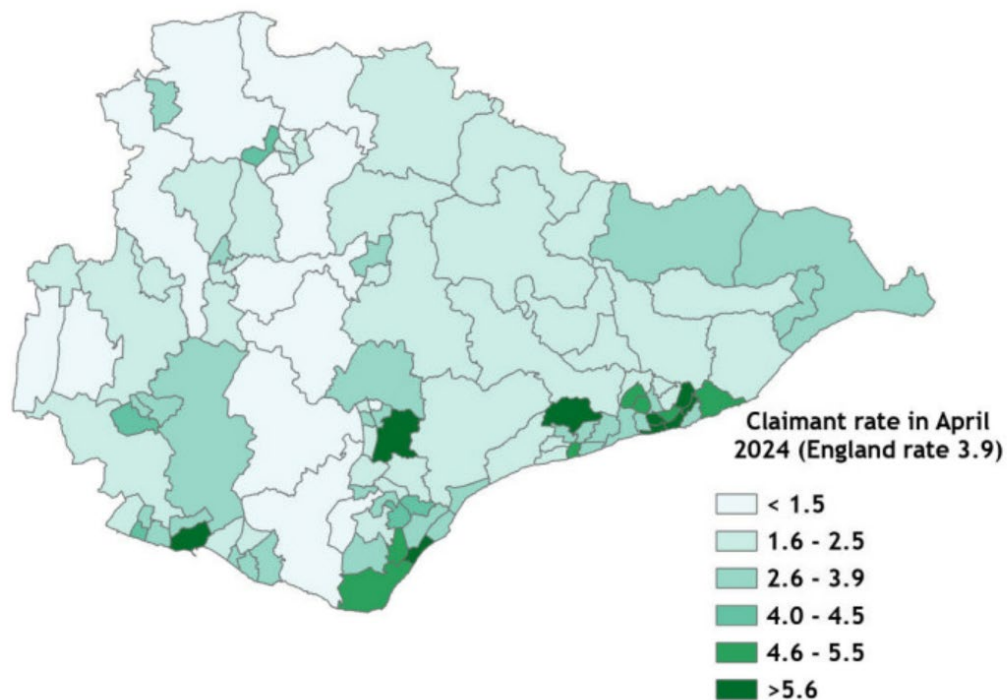 Claimant rate in April
2024 (England rate 3.9)
< 1.5
1.6 - 2.5
2.6 - 3.9
4.0 - 4.5
4.6 - 5.5
>5.6